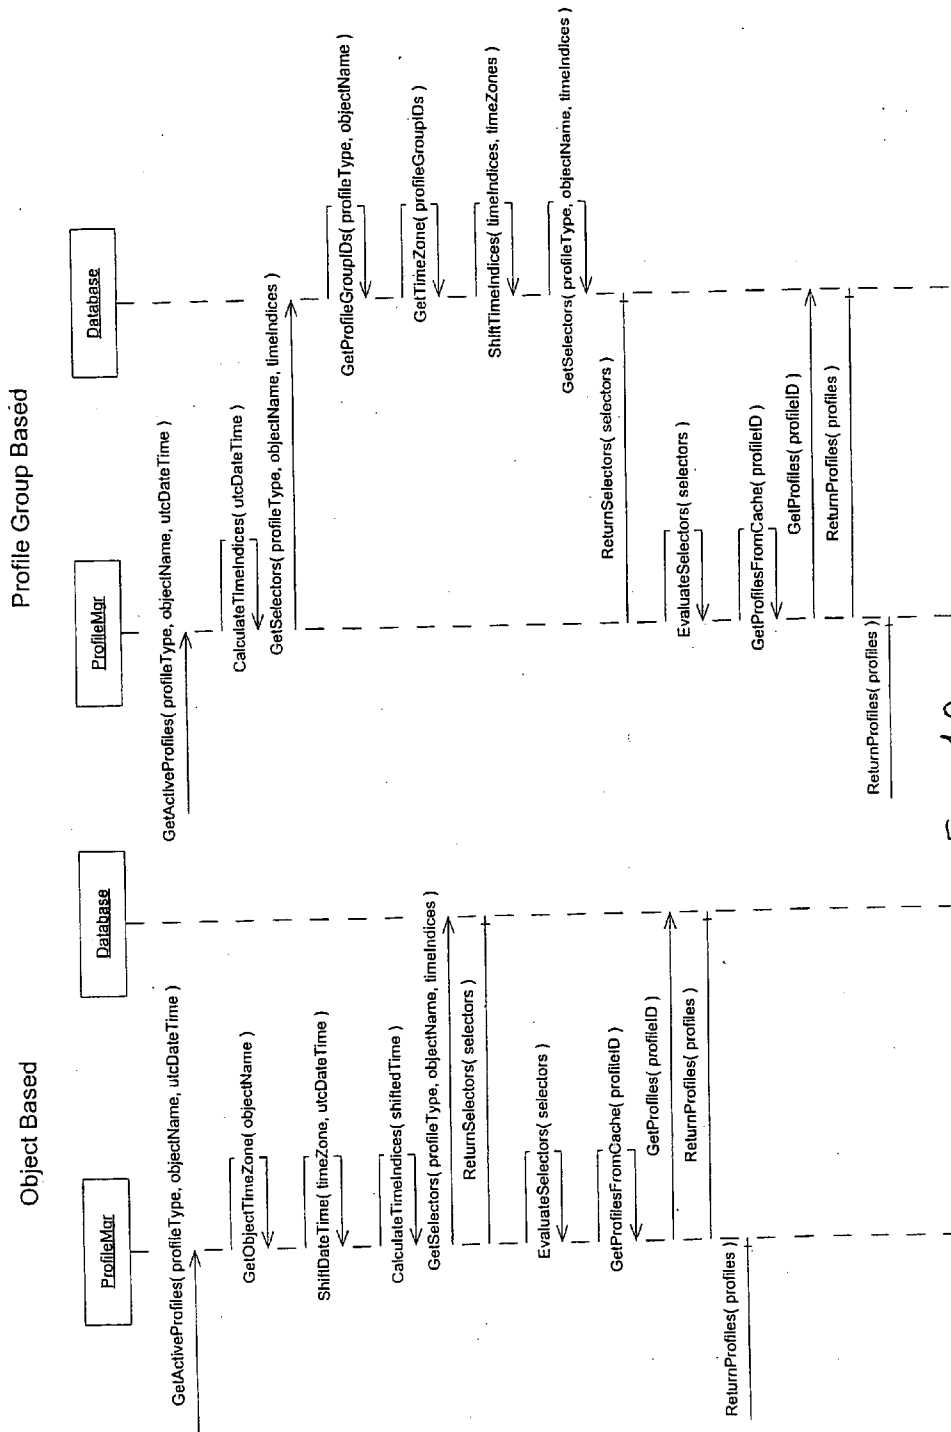 Object Based
ProfileMgr
Database
GetActiveProfiles( profileType, objectName, utcDateTime )
GetObjectTimeZone( objectName )
ShiftDateTime( timeZone, utcDateTime )
CalculateTimeIndices( shiftedTime )
GetSelectors( profileType, objectName, timeIndices )
ReturnSelectors( selectors )
EvaluateSelectors( selectors )
GetProfilesFromCache( profileID )
GetProfiles( profileID )
ReturnProfiles( profiles )
ReturnProfiles( profiles )
Profile Group Based
ProfileMgr
Database
GetActiveProfiles( profileType, objectName, utcDateTime )
CalculateTimeIndices( utcDateTime )
GetSelectors( profileType, objectName, timeIndices )
GetProfileGroupIDs( profileType, objectName )
GetTimeZone( profileGroupIDs )
ShiftTimeIndices( timeIndices, timeZones )
GetSelectors( profileType, objectName, timeIndices )
ReturnSelectors( selectors )
EvaluateSelectors( selectors )
GetProfilesFromCache( profileID )
GetProfiles( profileID )
ReturnProfiles( profiles )
ReturnProfiles( profiles )